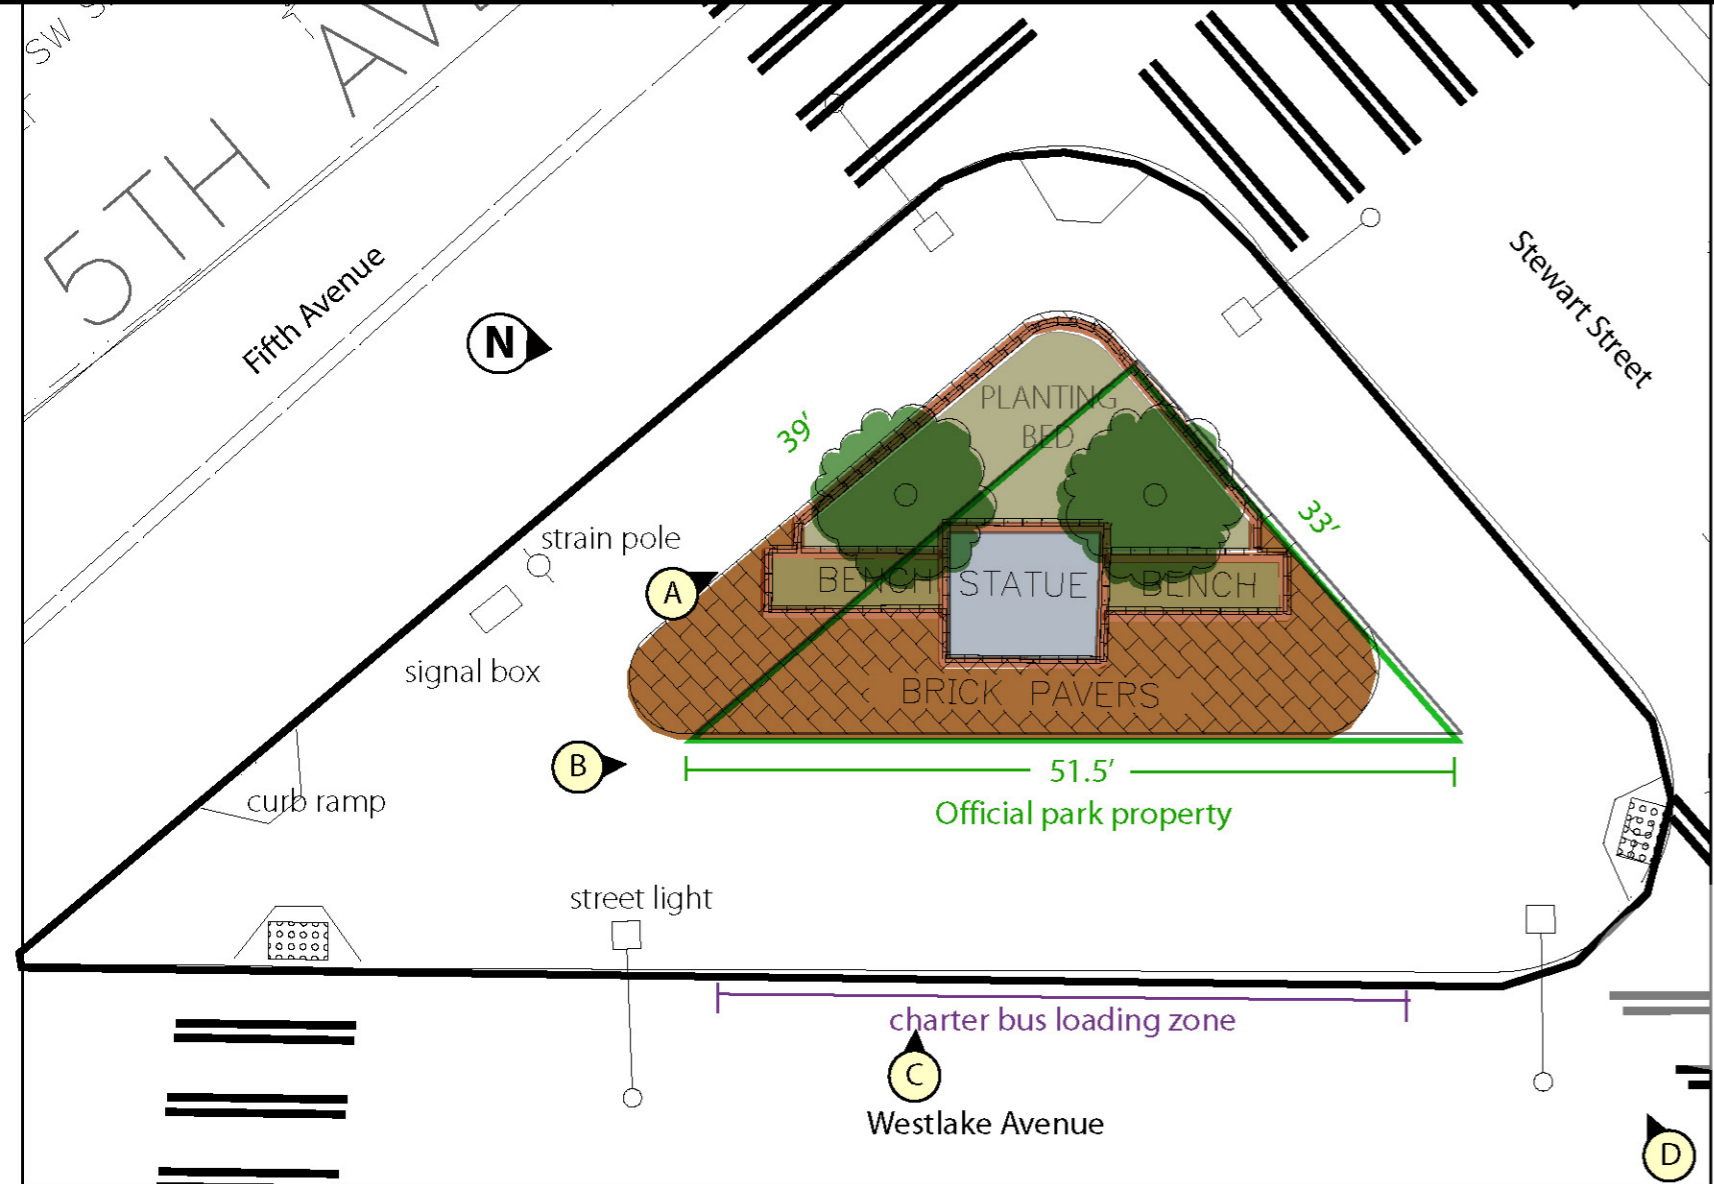 SW
5TH AVE
Fifth Avenue
Stewart Street
N
PLANTING
BED
39′
33′
strain pole
A
BENCH
STATUE
BENCH
signal box
BRICK PAVERS
B
51.5′
curb ramp
Official park property
street light
charter bus loading zone
C
Westlake Avenue
D